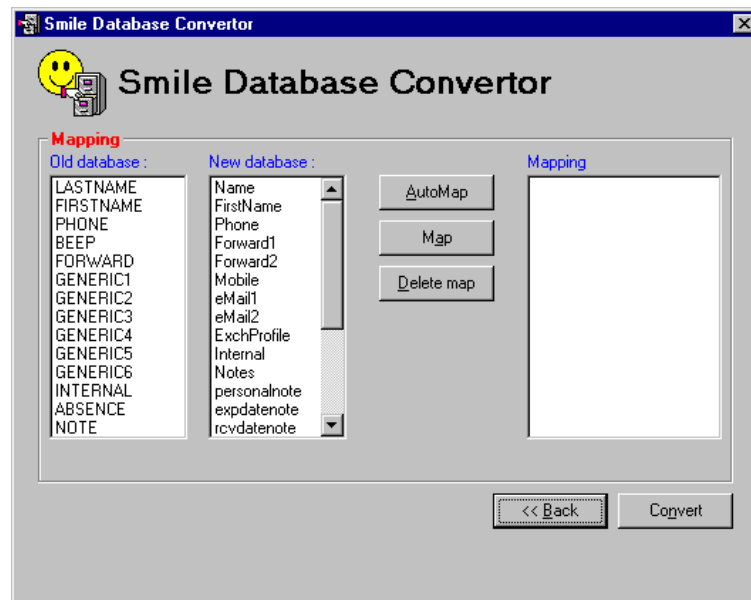 Smile Database Convertor
Smile Database Convertor
Mapping
Old database :
LASTNAME
FIRSTNAME
PHONE
BEEP
FORWARD
GENERIC1
GENERIC2
GENERIC3
GENERIC4
GENERIC5
GENERIC6
INTERNAL
ABSENCE
NOTE
New database :
Name
FirstName
Phone
Forward1
Forward2
Mobile
eMail1
eMail2
ExchProfile
Internal
Notes
personalnote
expdatenote
rcvdatenote
AutoMap
Map
Delete map
Mapping
<< Back
Convert